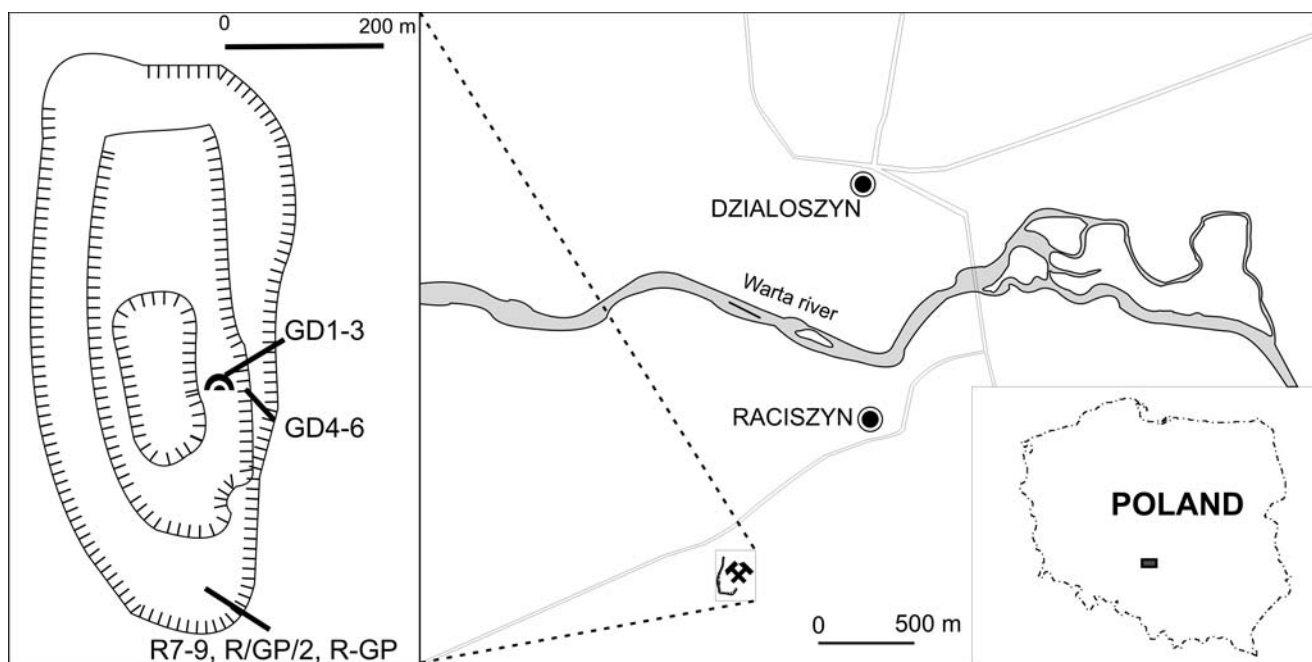 0 200 m
GD1-3
GD4-6
R7-9, R/GP/2, R-GP
DZIALOSZYN
Warta river
RACISZYN
0 500 m
POLAND